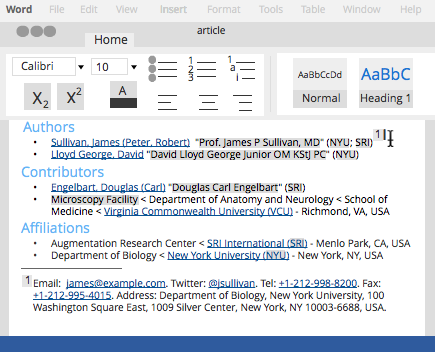 Word File Edit View Insert Format Tools Table Window Help
article
Home
Calibri 10 1 2 3 1 a i AaBbCcDd AaBbC
X2 X2 A Normal Heading 1
Authors
• Sullivan, James (Peter, Robert) "Prof. James P Sullivan, MD" (NYU; SRI) 1
• Lloyd George, David "David Lloyd George Junior OM KStJ PC" (NYU)
Contributors
• Engelbart, Douglas (Carl) "Douglas Carl Engelbart" (SRI)
• Microscopy Facility < Department of Anatomy and Neurology < School of
Medicine < Virginia Commonwealth University (VCU) - Richmond, VA, USA
Affiliations
• Augmentation Research Center < SRI International (SRI) - Menlo Park, CA, USA
• Department of Biology < New York University (NYU) - New York, NY, USA
1 Email: james@example.com. Twitter: @jsullivan. Tel: +1-212-998-8200. Fax:
+1-212-995-4015. Address: Department of Biology, New York University, 100
Washington Square East, 1009 Silver Center, New York, NY 10003-6688, USA.